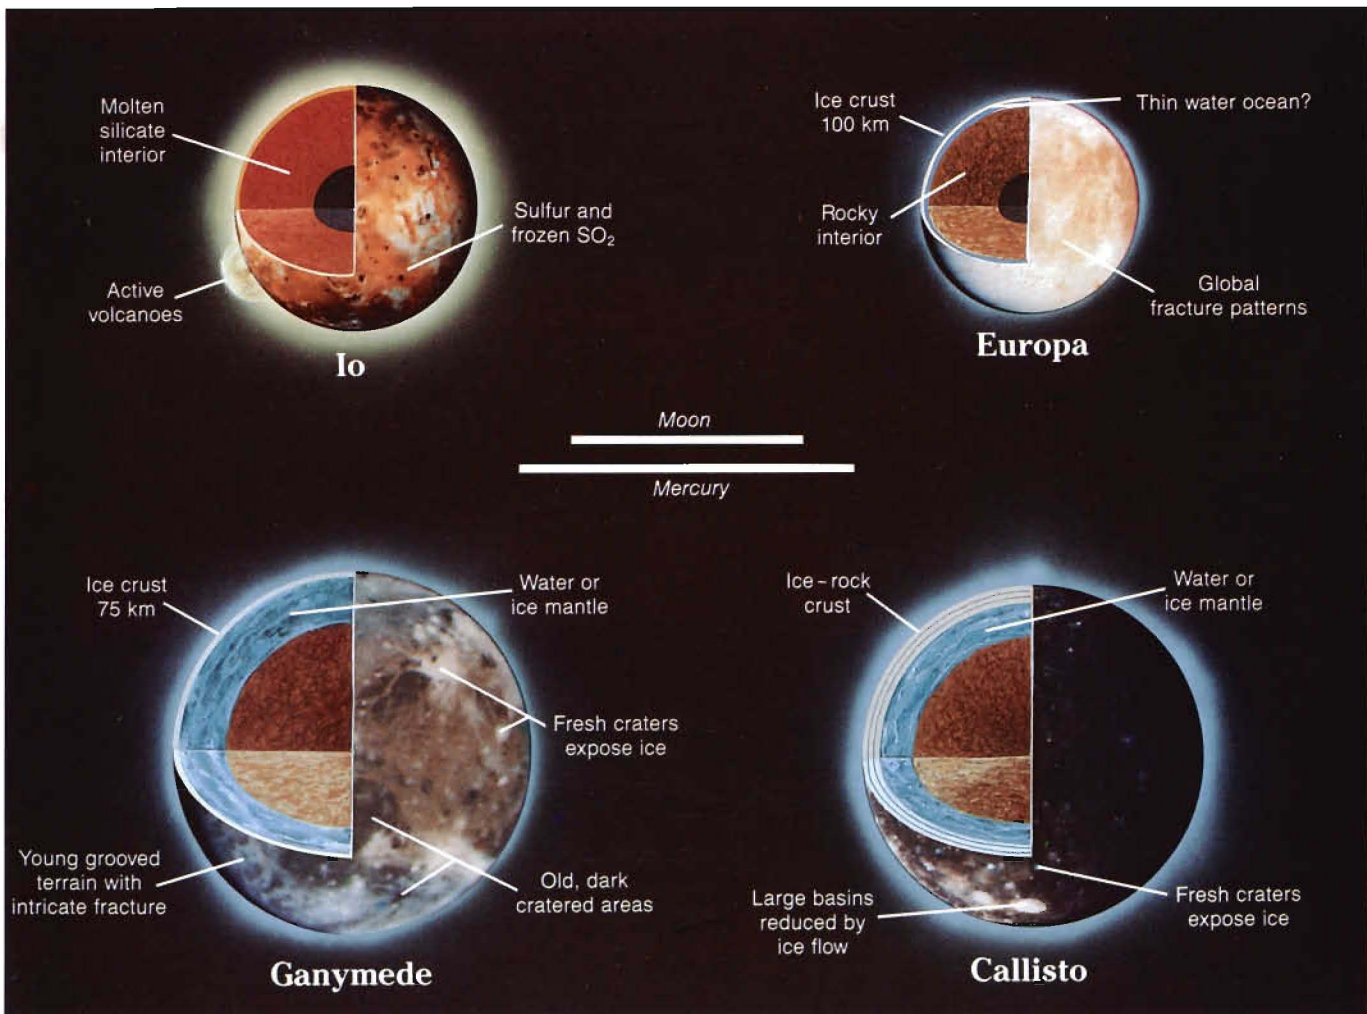 Molten
silicate
interior
Sulfur and
frozen SO₂
Active
volcanoes
Io
Ice crust
100 km
Thin water ocean?
Rocky
interior
Global
fracture patterns
Europa
Moon
Mercury
Ice crust
75 km
Water or
ice mantle
Fresh craters
expose ice
Young grooved
terrain with
intricate fracture
Old, dark
cratered areas
Ganymede
Ice–rock
crust
Water or
ice mantle
Large basins
reduced by
ice flow
Fresh craters
expose ice
Callisto